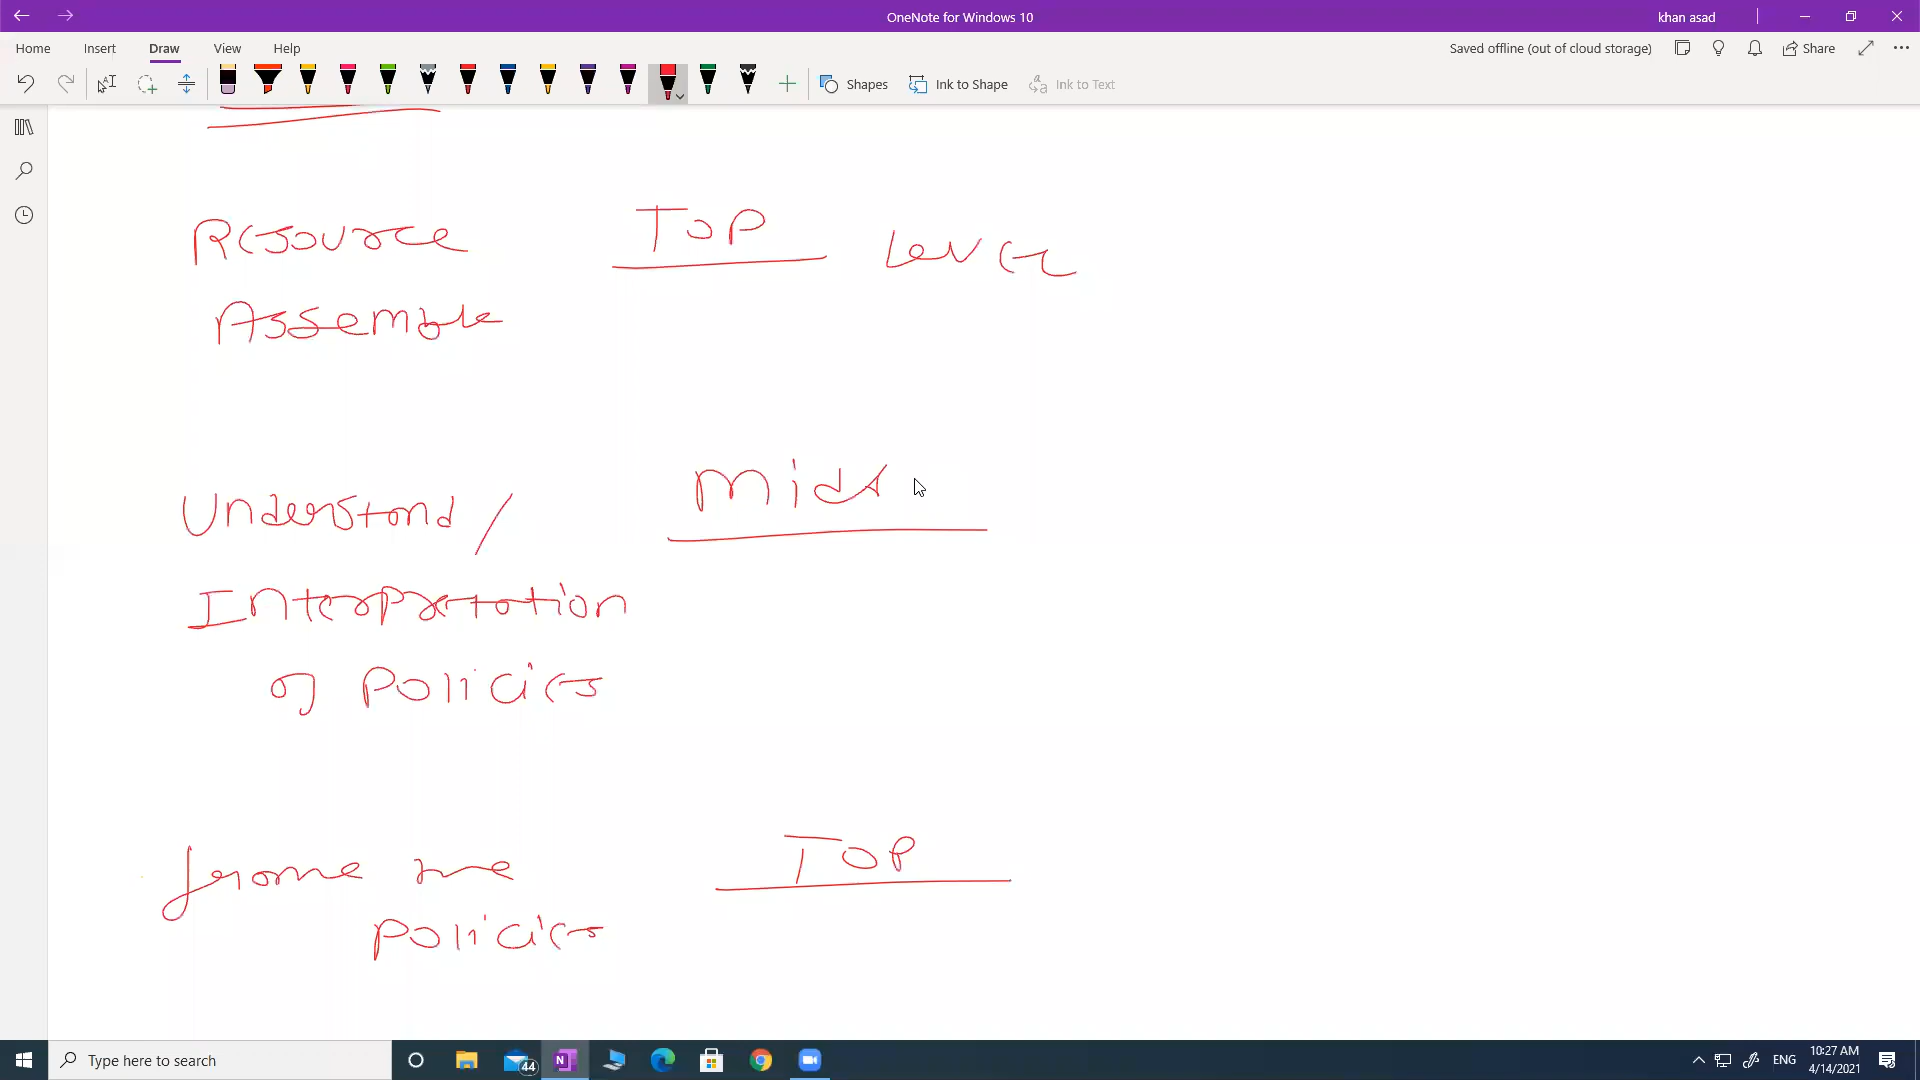 OneNote for Windows 10
khan asad
Home Insert Draw View Help
Saved offline (out of cloud storage)
Share
Shapes
Ink to Shape
Ink to Text
Resource TOP Level
Assemble
Understand / Midd
Interpretation
of Policies
frame the TOP
Policies
Type here to search
44
ENG
10:27 AM
4/14/2021